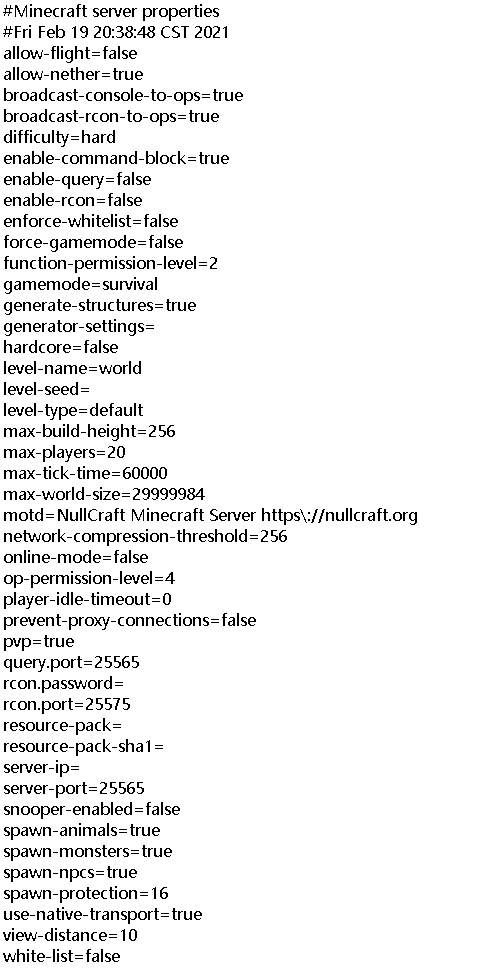 #Minecraft server properties
#Fri Feb 19 20:38:48 CST 2021
allow-flight=false
allow-nether=true
broadcast-console-to-ops=true
broadcast-rcon-to-ops=true
difficulty=hard
enable-command-block=true
enable-query=false
enable-rcon=false
enforce-whitelist=false
force-gamemode=false
function-permission-level=2
gamemode=survival
generate-structures=true
generator-settings=
hardcore=false
level-name=world
level-seed=
level-type=default
max-build-height=256
max-players=20
max-tick-time=60000
max-world-size=29999984
motd=NullCraft Minecraft Server https\://nullcraft.org
network-compression-threshold=256
online-mode=false
op-permission-level=4
player-idle-timeout=0
prevent-proxy-connections=false
pvp=true
query.port=25565
rcon.password=
rcon.port=25575
resource-pack=
resource-pack-sha1=
server-ip=
server-port=25565
snooper-enabled=false
spawn-animals=true
spawn-monsters=true
spawn-npcs=true
spawn-protection=16
use-native-transport=true
view-distance=10
white-list=false